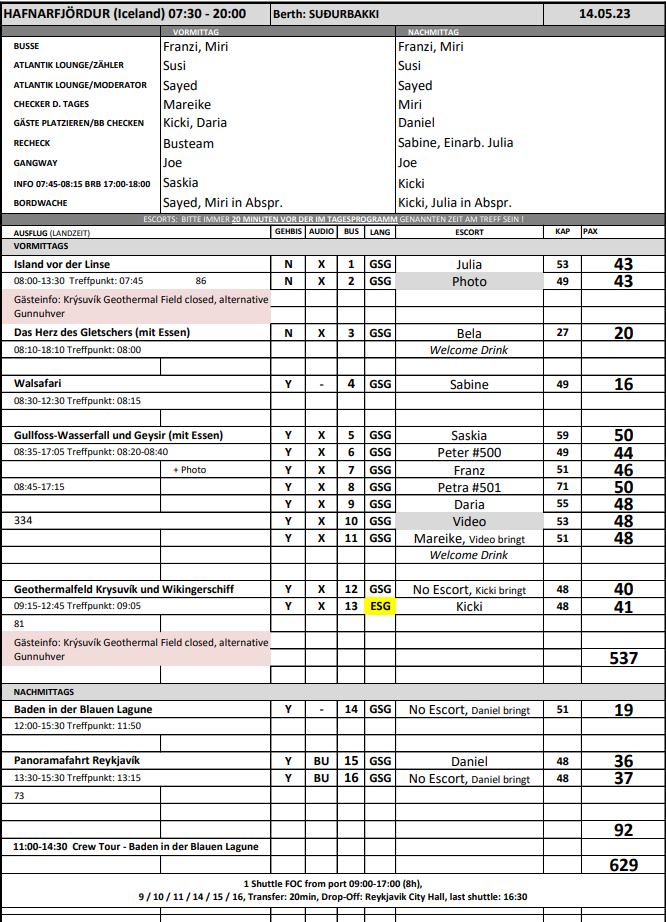 HAFNARFJÖRDUR (Iceland) 07:30 - 20:00 Berth: SUÐURBAKKI 14.05.23
VORMITTAG NACHMITTAG
BUSSE Franzi, Miri Franzi, Miri
ATLANTIK LOUNGE/ZÄHLER Susi Susi
ATLANTIK LOUNGE/MODERATOR Sayed Sayed
CHECKER D. TAGES Mareike Miri
GÄSTE PLATZIEREN/BB CHECKEN Kicki, Daria Daniel
RECHECK Busteam Sabine, Einarb. Julia
GANGWAY Joe Joe
INFO 07:45-08:15 BRB 17:00-18:00 Saskia Kicki
BORDWACHE Sayed, Miri in Abspr. Kicki, Julia in Abspr.
ESCORTS: BITTE IMMER 20 MINUTEN VOR DER IM TAGESPROGRAMM GENANNTEN ZEIT AM TREFF SEIN !
AUSFLUG (LANDZEIT) GEHBIS AUDIO BUS LANG ESCORT KAP PAX
VORMITTAGS
Island vor der Linse N X 1 GSG Julia 53 43
08:00-13:30 Treffpunkt: 07:45 86 N X 2 GSG Photo 49 43
Gästeinfo: Krýsuvík Geothermal Field closed, alternative
Gunnuhver
Das Herz des Gletschers (mit Essen) N X 3 GSG Bela 27 20
08:10-18:10 Treffpunkt: 08:00 Welcome Drink
Walsafari Y - 4 GSG Sabine 49 16
08:30-12:30 Treffpunkt: 08:15
Gullfoss-Wasserfall und Geysir (mit Essen) Y X 5 GSG Saskia 59 50
08:35-17:05 Treffpunkt: 08:20-08:40 Y X 6 GSG Peter #500 49 44
+ Photo Y X 7 GSG Franz 51 46
08:45-17:15 Y X 8 GSG Petra #501 71 50
Y X 9 GSG Daria 55 48
334 Y X 10 GSG Video 53 48
Y X 11 GSG Mareike, Video bringt 51 48
Welcome Drink
Geothermalfeld Krysuvík und Wikingerschiff Y X 12 GSG No Escort, Kicki bringt 48 40
09:15-12:45 Treffpunkt: 09:05 Y X 13 ESG Kicki 48 41
81
Gästeinfo: Krýsuvík Geothermal Field closed, alternative
Gunnuhver 537
NACHMITTAGS
Baden in der Blauen Lagune Y - 14 GSG No Escort, Daniel bringt 51 19
12:00-15:30 Treffpunkt: 11:50
Panoramafahrt Reykjavík Y BU 15 GSG Daniel 48 36
13:30-15:30 Treffpunkt: 13:15 Y BU 16 GSG No Escort, Daniel bringt 48 37
73
92
11:00-14:30 Crew Tour - Baden in der Blauen Lagune
629
1 Shuttle FOC from port 09:00-17:00 (8h),
9 / 10 / 11 / 14 / 15 / 16, Transfer: 20min, Drop-Off: Reykjavik City Hall, last shuttle: 16:30